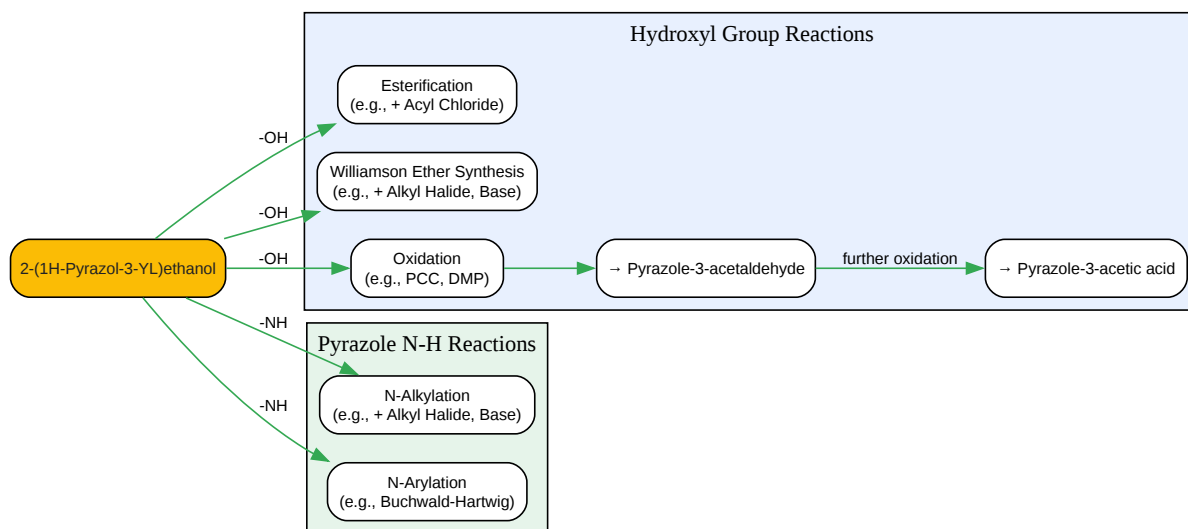 Hydroxyl Group Reactions
Esterification
(e.g., + Acyl Chloride)
-OH
Williamson Ether Synthesis
(e.g., + Alkyl Halide, Base)
-OH
2-(1H-Pyrazol-3-YL)ethanol
-OH
Oxidation
(e.g., PCC, DMP)
→ Pyrazole-3-acetaldehyde
further oxidation
→ Pyrazole-3-acetic acid
-NH
Pyrazole N-H Reactions
N-Alkylation
(e.g., + Alkyl Halide, Base)
-NH
N-Arylation
(e.g., Buchwald-Hartwig)